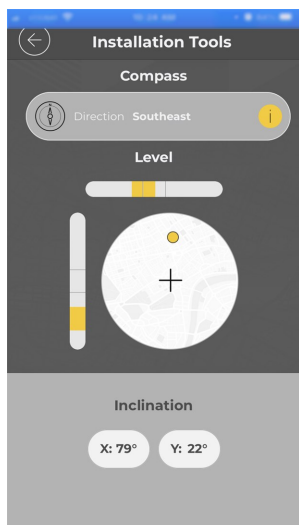 Installation Tools
Compass
Direction Southeast
i
Level
Inclination
X: 79° Y: 22°